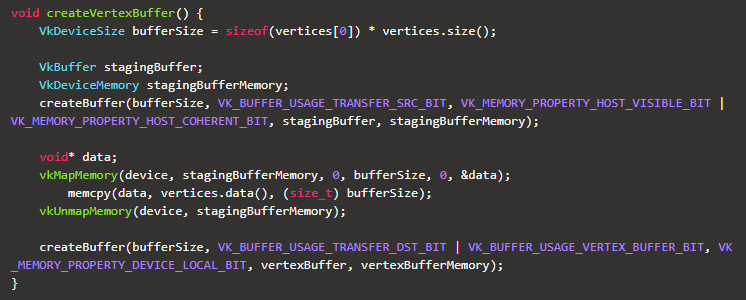 void createVertexBuffer() {
    VkDeviceSize bufferSize = sizeof(vertices[0]) * vertices.size();

    VkBuffer stagingBuffer;
    VkDeviceMemory stagingBufferMemory;
    createBuffer(bufferSize, VK_BUFFER_USAGE_TRANSFER_SRC_BIT, VK_MEMORY_PROPERTY_HOST_VISIBLE_BIT |
VK_MEMORY_PROPERTY_HOST_COHERENT_BIT, stagingBuffer, stagingBufferMemory);

    void* data;
    vkMapMemory(device, stagingBufferMemory, 0, bufferSize, 0, &data);
        memcpy(data, vertices.data(), (size_t) bufferSize);
    vkUnmapMemory(device, stagingBufferMemory);

    createBuffer(bufferSize, VK_BUFFER_USAGE_TRANSFER_DST_BIT | VK_BUFFER_USAGE_VERTEX_BUFFER_BIT, VK
_MEMORY_PROPERTY_DEVICE_LOCAL_BIT, vertexBuffer, vertexBufferMemory);
}